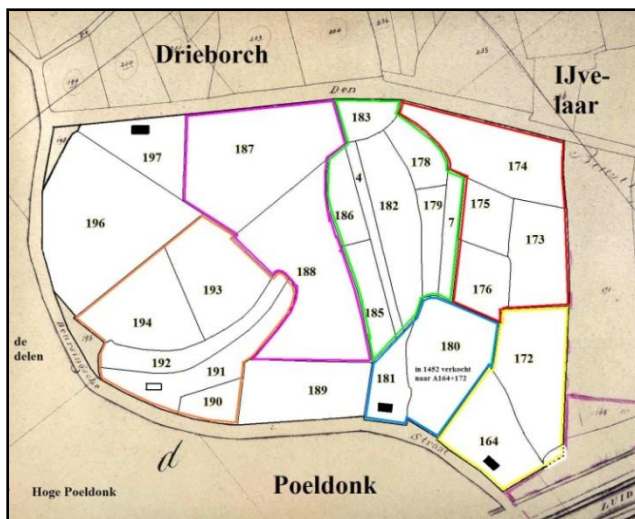 Drieborch
IJve-
laar
Den
183
187
197
178
174
4
186
182
179
7
175
173
196
188
193
176
194
185
180
172
in 1452 verkocht
naar A164+172
de
delen
192
191
181
190
189
164
Straat
d
Hoge Poeldonk
Poeldonk
ZUID